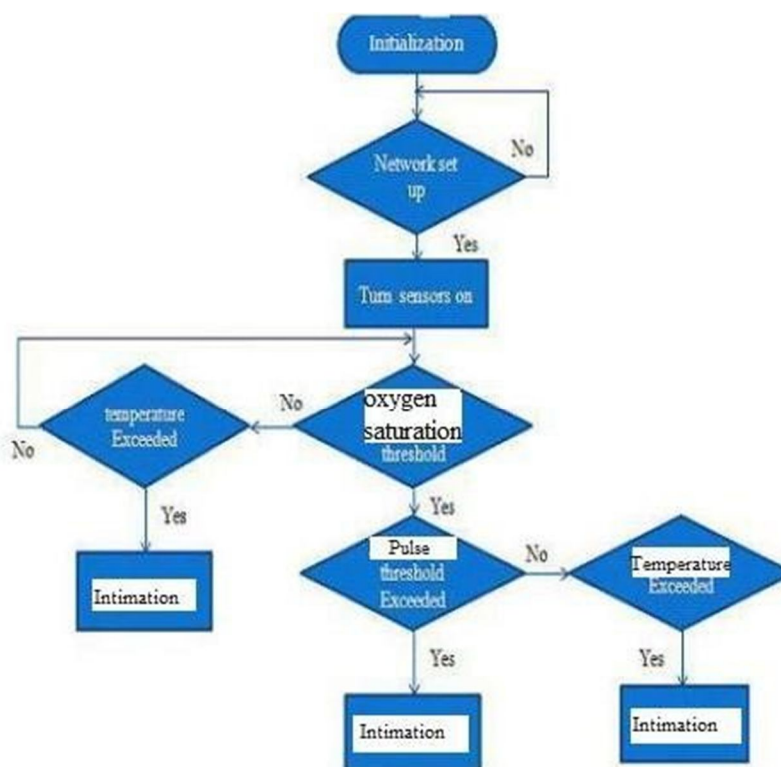 Initialization
Network set
up
No
Yes
Turn sensors on
temperature
Exceeded
No
No
oxygen
saturation
threshold
Yes
Yes
Intimation
Pulse
threshold
Exceeded
No
Temperature
Exceeded
Yes
Yes
Intimation
Intimation